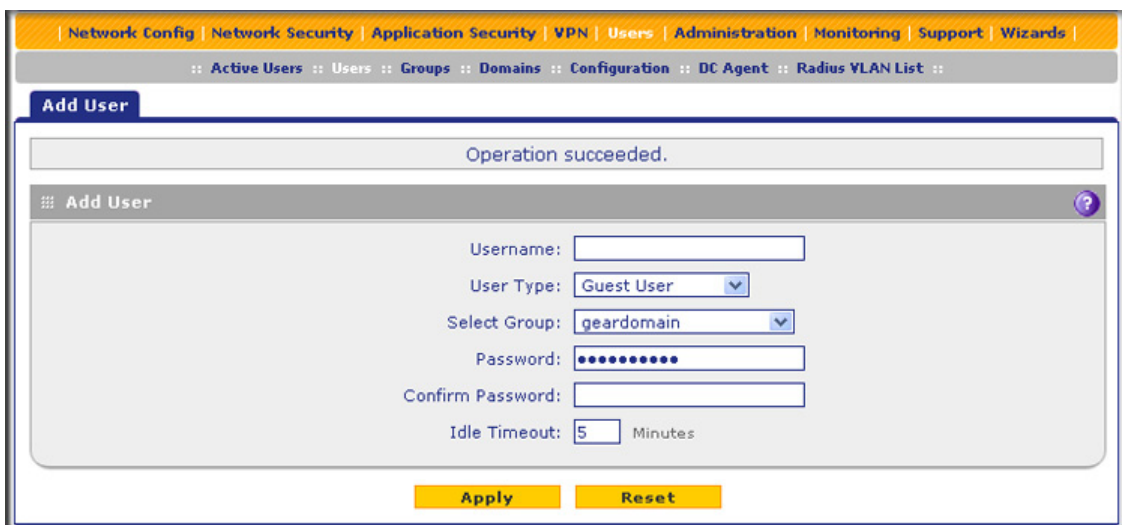 | Network Config | Network Security | Application Security | VPN | Users | Administration | Monitoring | Support | Wizards |
:: Active Users :: Users :: Groups :: Domains :: Configuration :: DC Agent :: Radius VLAN List ::
Add User
Operation succeeded.
Add User
?
Username:
User Type: Guest User
Select Group: geardomain
Password: ••••••••••
Confirm Password:
Idle Timeout: 5 Minutes
Apply Reset